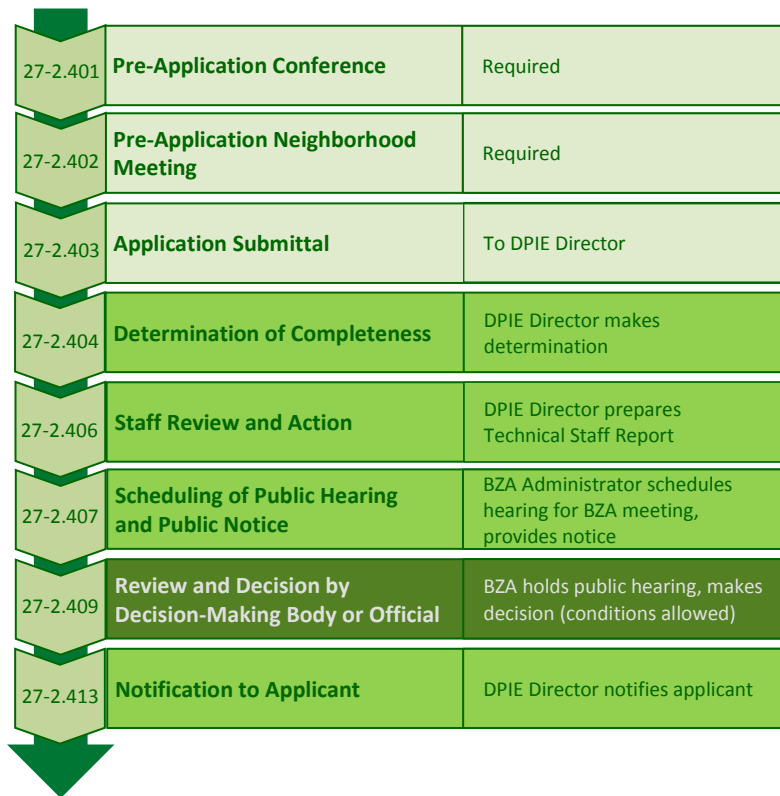 27-2.401
Pre-Application Conference
Required
27-2.402
Pre-Application Neighborhood
Meeting
Required
27-2.403
Application Submittal
To DPIE Director
27-2.404
Determination of Completeness
DPIE Director makes
determination
27-2.406
Staff Review and Action
DPIE Director prepares
Technical Staff Report
27-2.407
Scheduling of Public Hearing
and Public Notice
BZA Administrator schedules
hearing for BZA meeting,
provides notice
27-2.409
Review and Decision by
Decision-Making Body or Official
BZA holds public hearing, makes
decision (conditions allowed)
27-2.413
Notification to Applicant
DPIE Director notifies applicant